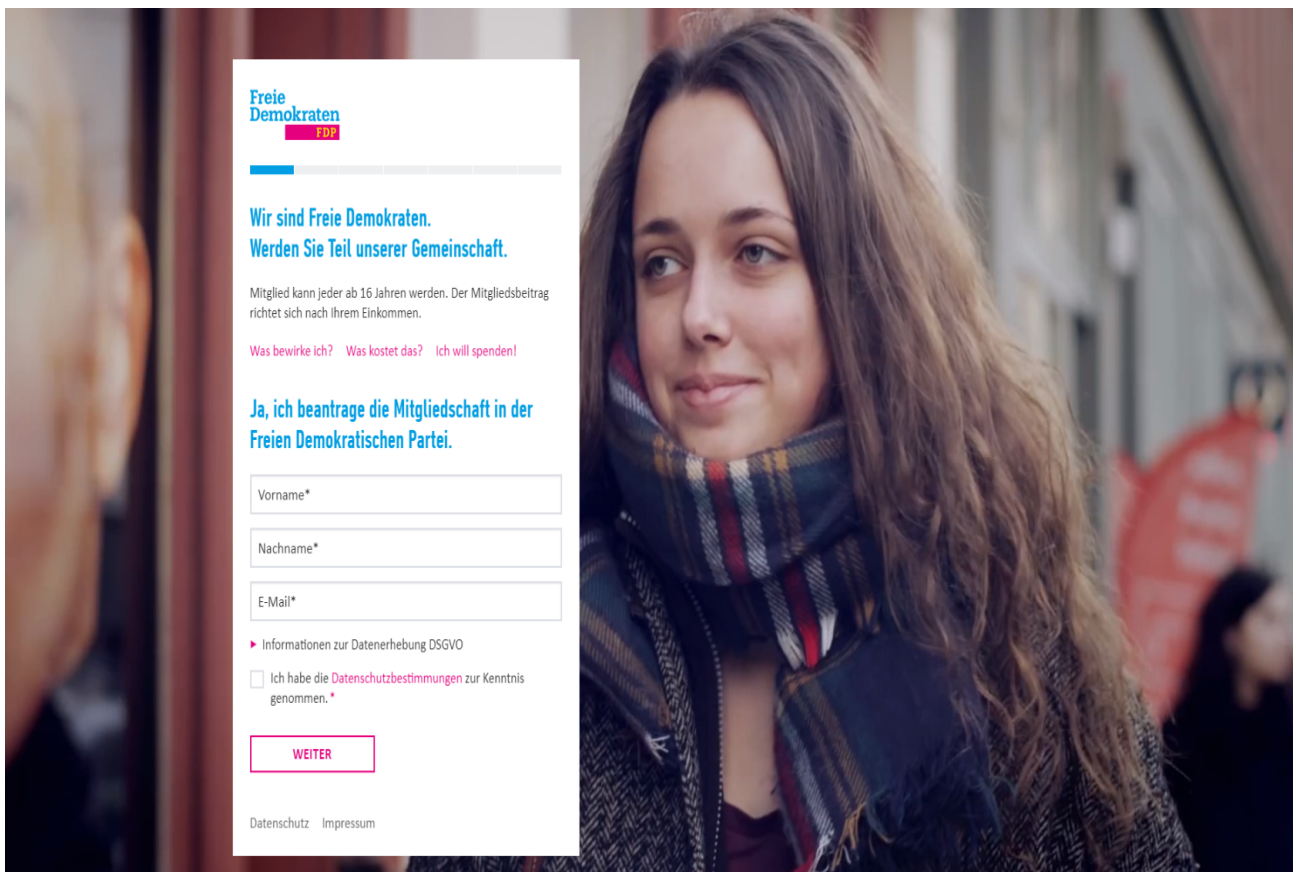 Freie
Demokraten
FDP
Wir sind Freie Demokraten.
Werden Sie Teil unserer Gemeinschaft.
Mitglied kann jeder ab 16 Jahren werden. Der Mitgliedsbeitrag
richtet sich nach Ihrem Einkommen.
Was bewirke ich? Was kostet das? Ich will spenden!
Ja, ich beantrage die Mitgliedschaft in der
Freien Demokratischen Partei.
Vorname*
Nachname*
E-Mail*
Informationen zur Datenerhebung DSGVO
Ich habe die Datenschutzbestimmungen zur Kenntnis
genommen. *
WEITER
Datenschutz Impressum